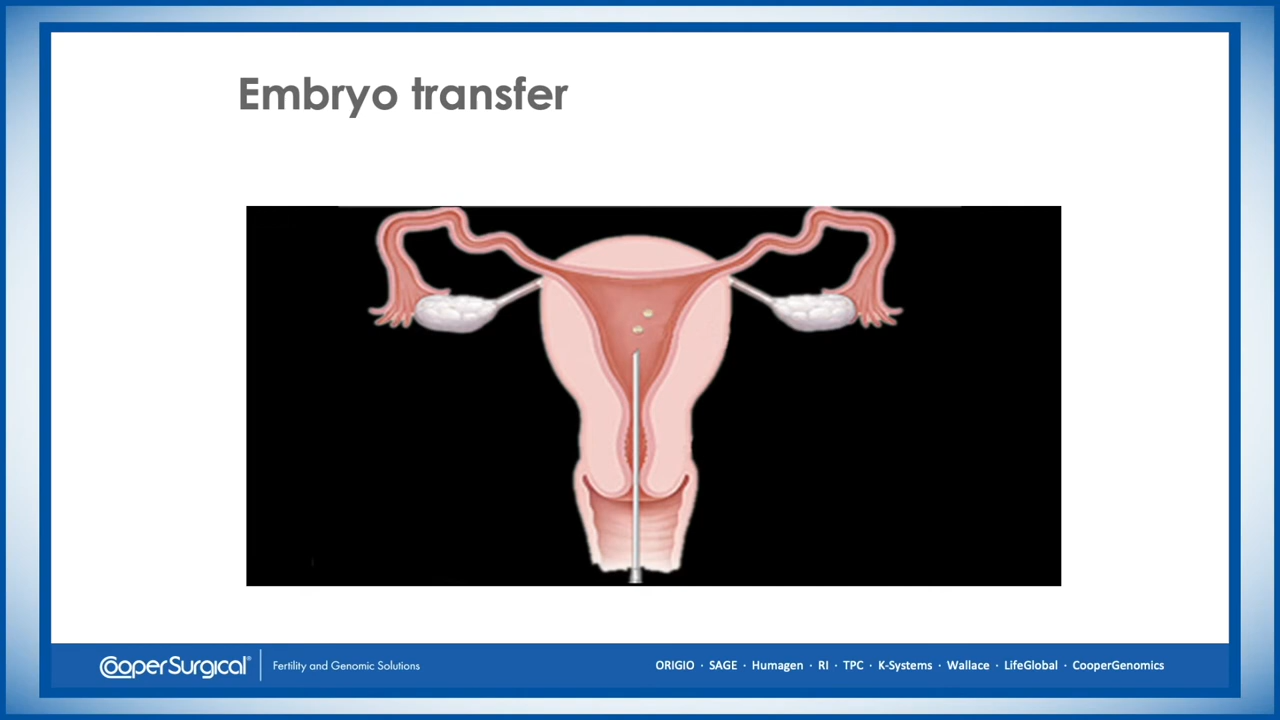 Embryo transfer
CooperSurgical® Fertility and Genomic Solutions ORIGIO · SAGE · Humagen · RI · TPC · K-Systems · Wallace · LifeGlobal · CooperGenomics